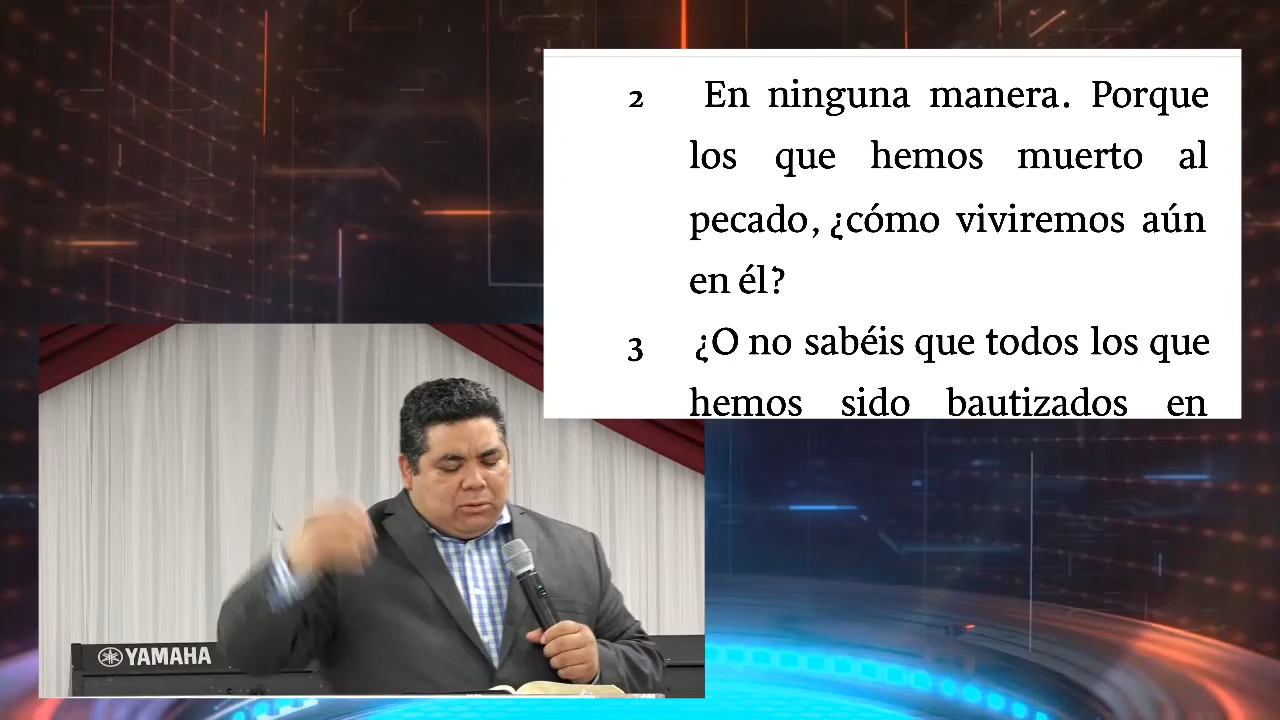 2 En ninguna manera. Porque
los que hemos muerto al
pecado, ¿cómo viviremos aún
en él?
3 ¿O no sabéis que todos los que
hemos sido bautizados en
YAMAHA